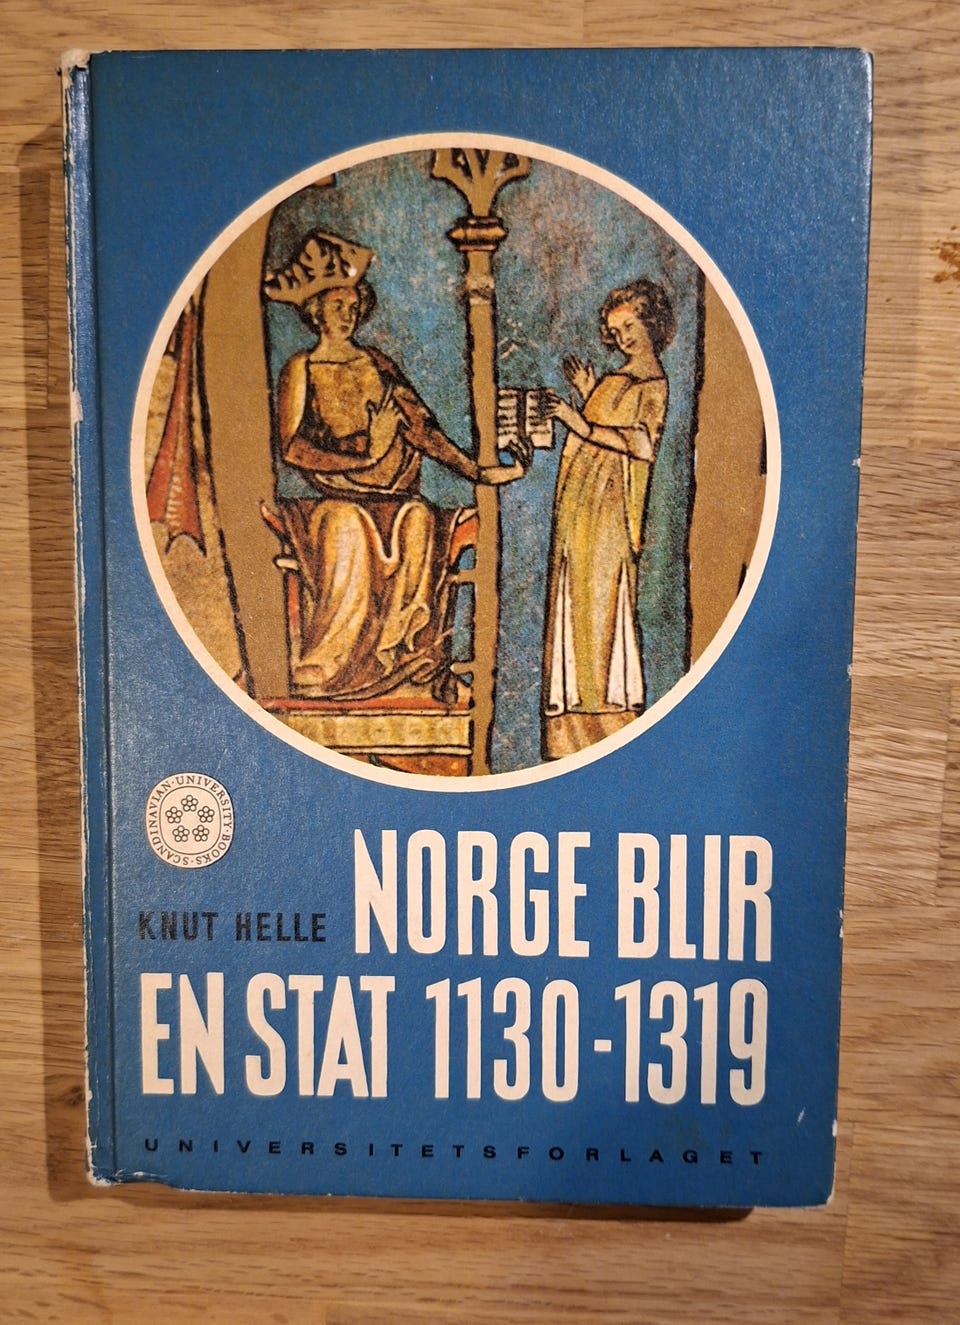 SCANDINAVIAN·UNIVERSITY·BOOKS·
KNUT HELLE
NORGE BLIR
EN STAT 1130-1319
UNIVERSITETSFORLAGET